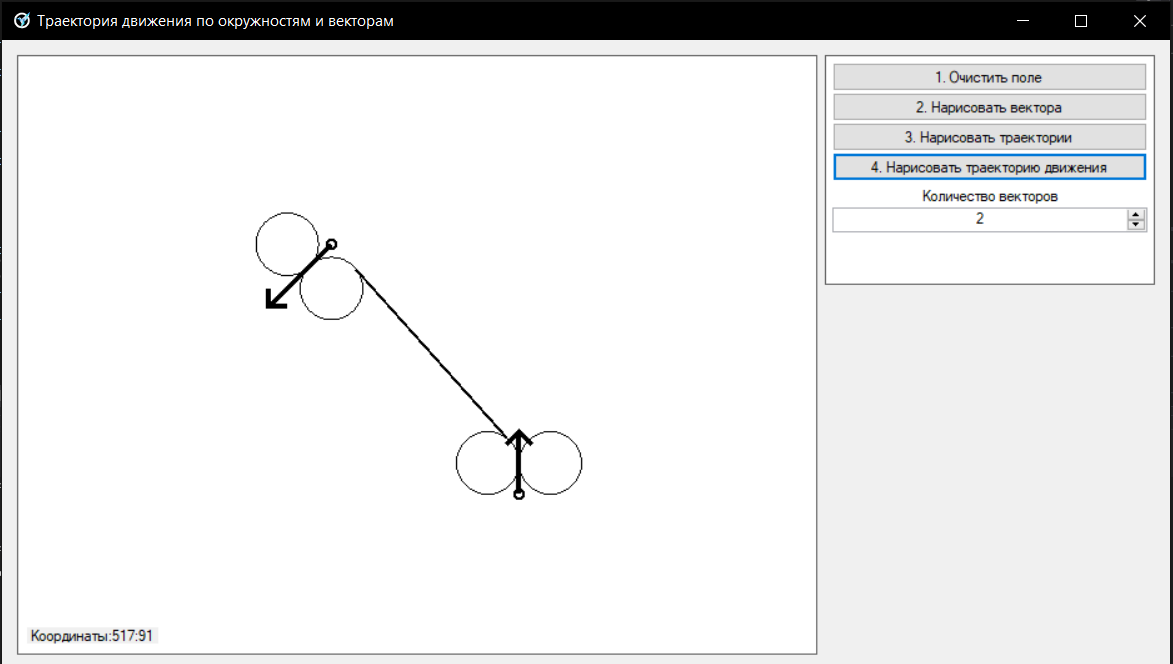 Траектория движения по окружностям и векторам
1. Очистить поле
2. Нарисовать вектора
3. Нарисовать траектории
4. Нарисовать траекторию движения
Количество векторов
2
Координаты:517:91